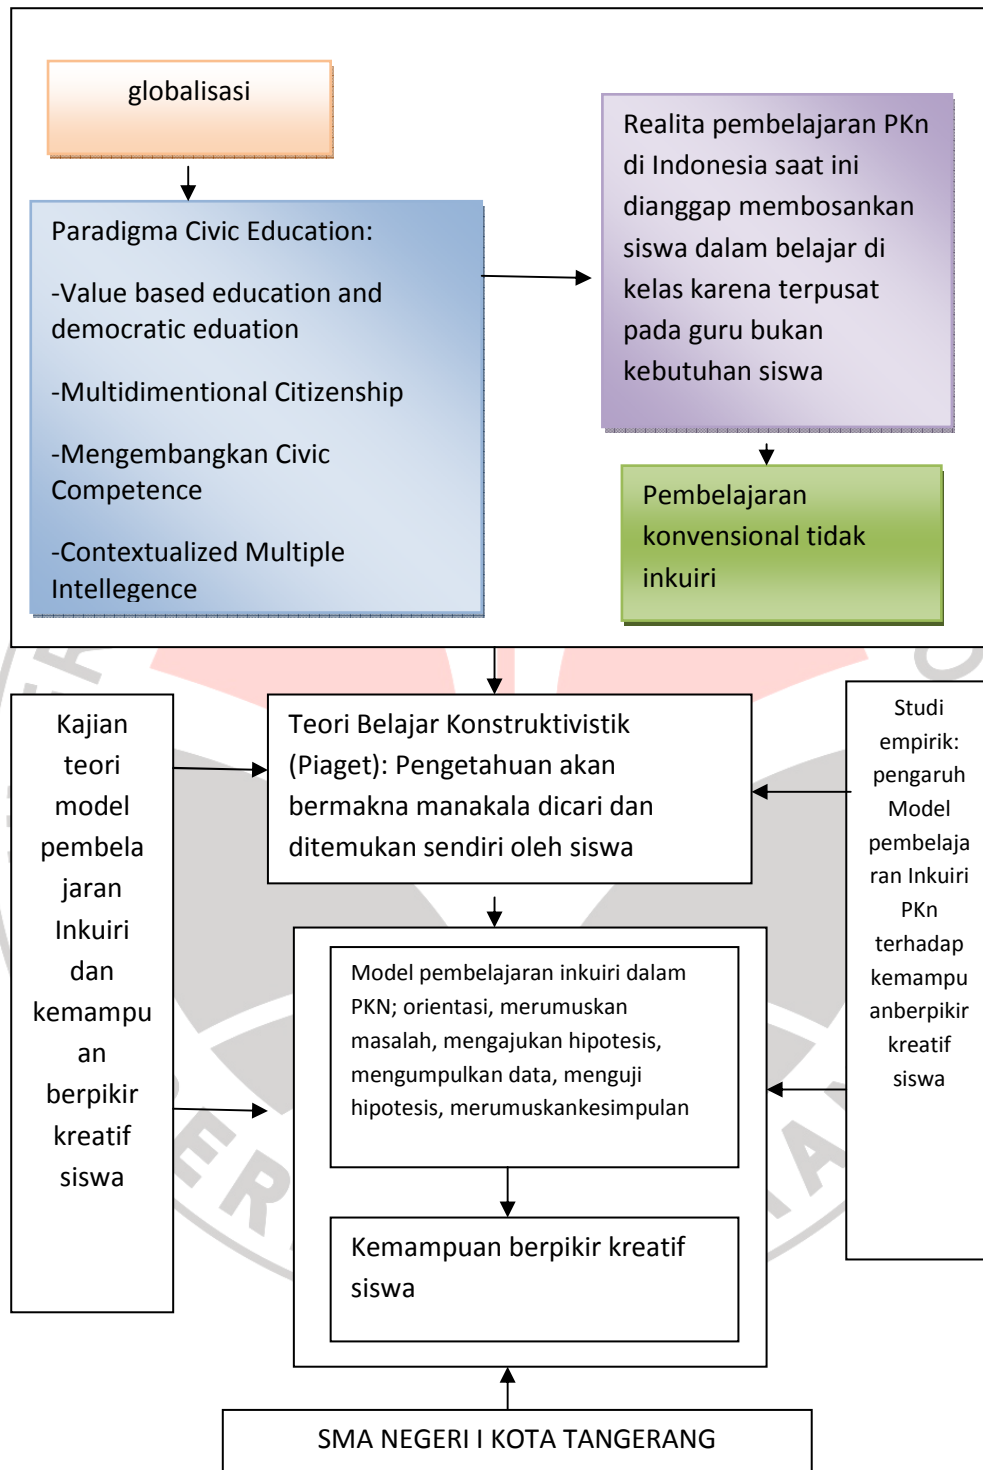 globalisasi
Paradigma Civic Education:
-Value based education and
democratic eduation
-Multidimentional Citizenship
-Mengembangkan Civic
Competence
-Contextualized Multiple
Intellegence
Realita pembelajaran PKn
di Indonesia saat ini
dianggap membosankan
siswa dalam belajar di
kelas karena terpusat
pada guru bukan
kebutuhan siswa
Pembelajaran
konvensional tidak
inkuiri
Kajian
teori
model
pembela
jaran
Inkuiri
dan
kemampu
an
berpikir
kreatif
siswa
Teori Belajar Konstruktivistik
(Piaget): Pengetahuan akan
bermakna manakala dicari dan
ditemukan sendiri oleh siswa
Studi
empirik:
pengaruh
Model
pembelaja
ran Inkuiri
PKn
terhadap
kemampu
anberpikir
kreatif
siswa
Model pembelajaran inkuiri dalam
PKN; orientasi, merumuskan
masalah, mengajukan hipotesis,
mengumpulkan data, menguji
hipotesis, merumuskankesimpulan
Kemampuan berpikir kreatif
siswa
SMA NEGERI I KOTA TANGERANG